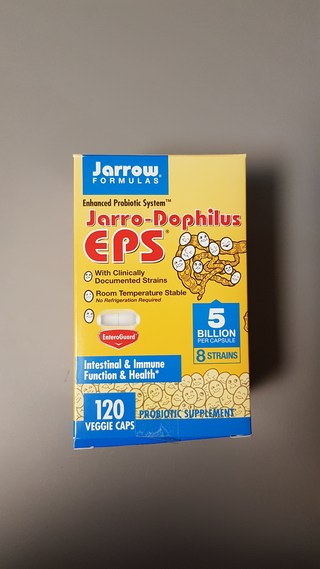 Jarrow
FORMULAS
Enhanced Probiotic System™
Jarro-Dophilus
EPS®
With Clinically
Documented Strains
Room Temperature Stable
No Refrigeration Required
EnteroGuard™
5
BILLION
PER CAPSULE
8 STRAINS
Intestinal & Immune
Function & Health*
120
VEGGIE CAPS
PROBIOTIC SUPPLEMENT